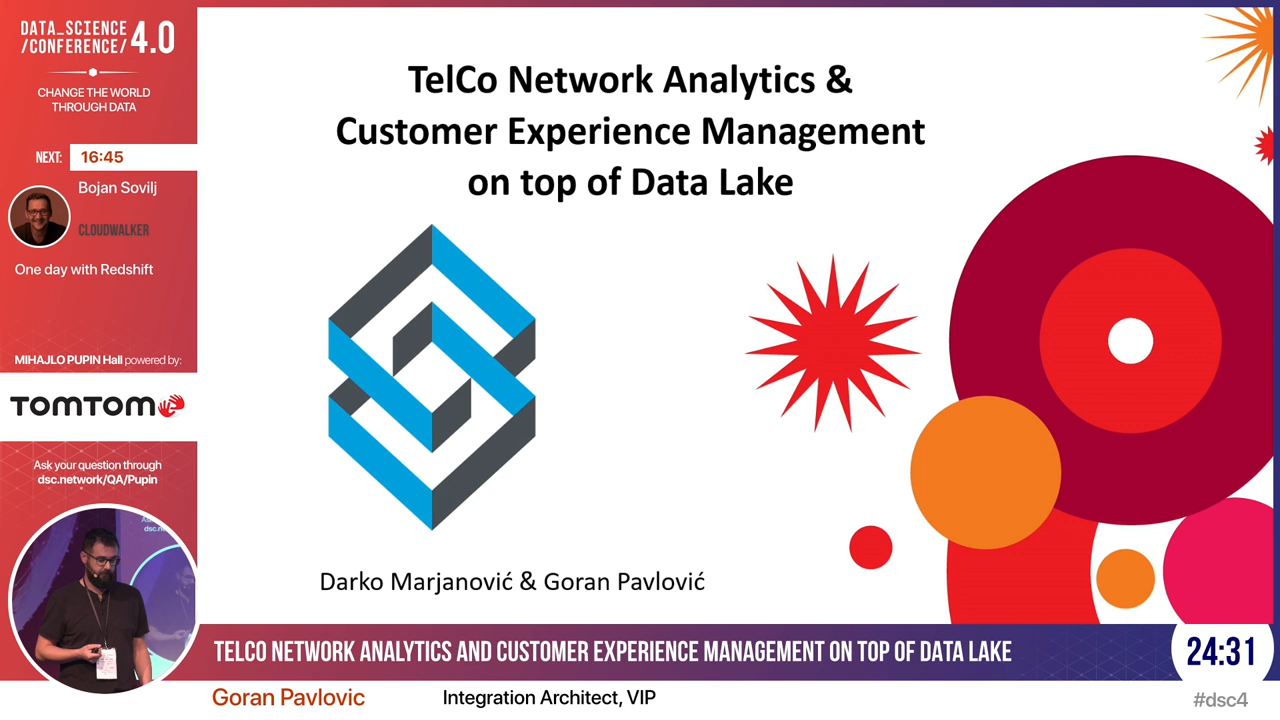 DATA_SCIENCE
/CONFERENCE/ 4.0
CHANGE THE WORLD
THROUGH DATA
NEXT: 16:45
Bojan Sovilj
CLOUDWALKER
One day with Redshift
MIHAJLO PUPIN Hall powered by:
TOMTOM
Ask your question through
dsc.network/QA/Pupin
TelCo Network Analytics &
Customer Experience Management
on top of Data Lake
Darko Marjanović & Goran Pavlović
TELCO NETWORK ANALYTICS AND CUSTOMER EXPERIENCE MANAGEMENT ON TOP OF DATA LAKE
24:31
Goran Pavlovic
Integration Architect, VIP
#dsc4